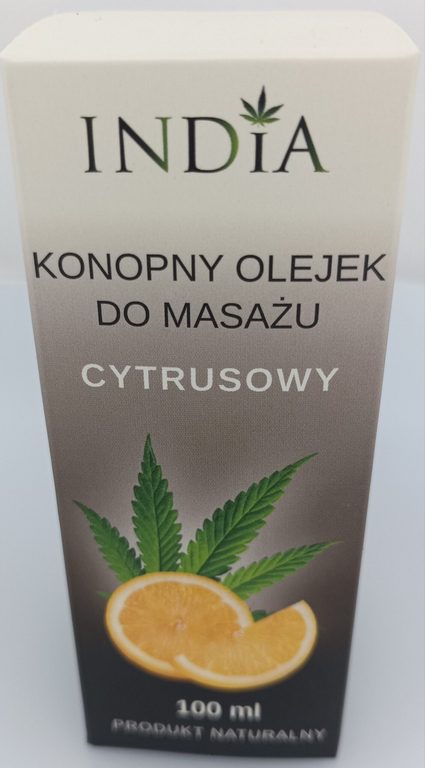 INDiA
KONOPNY OLEJEK
DO MASAŻU
CYTRUSOWY
100 ml
PRODUKT NATURALNY